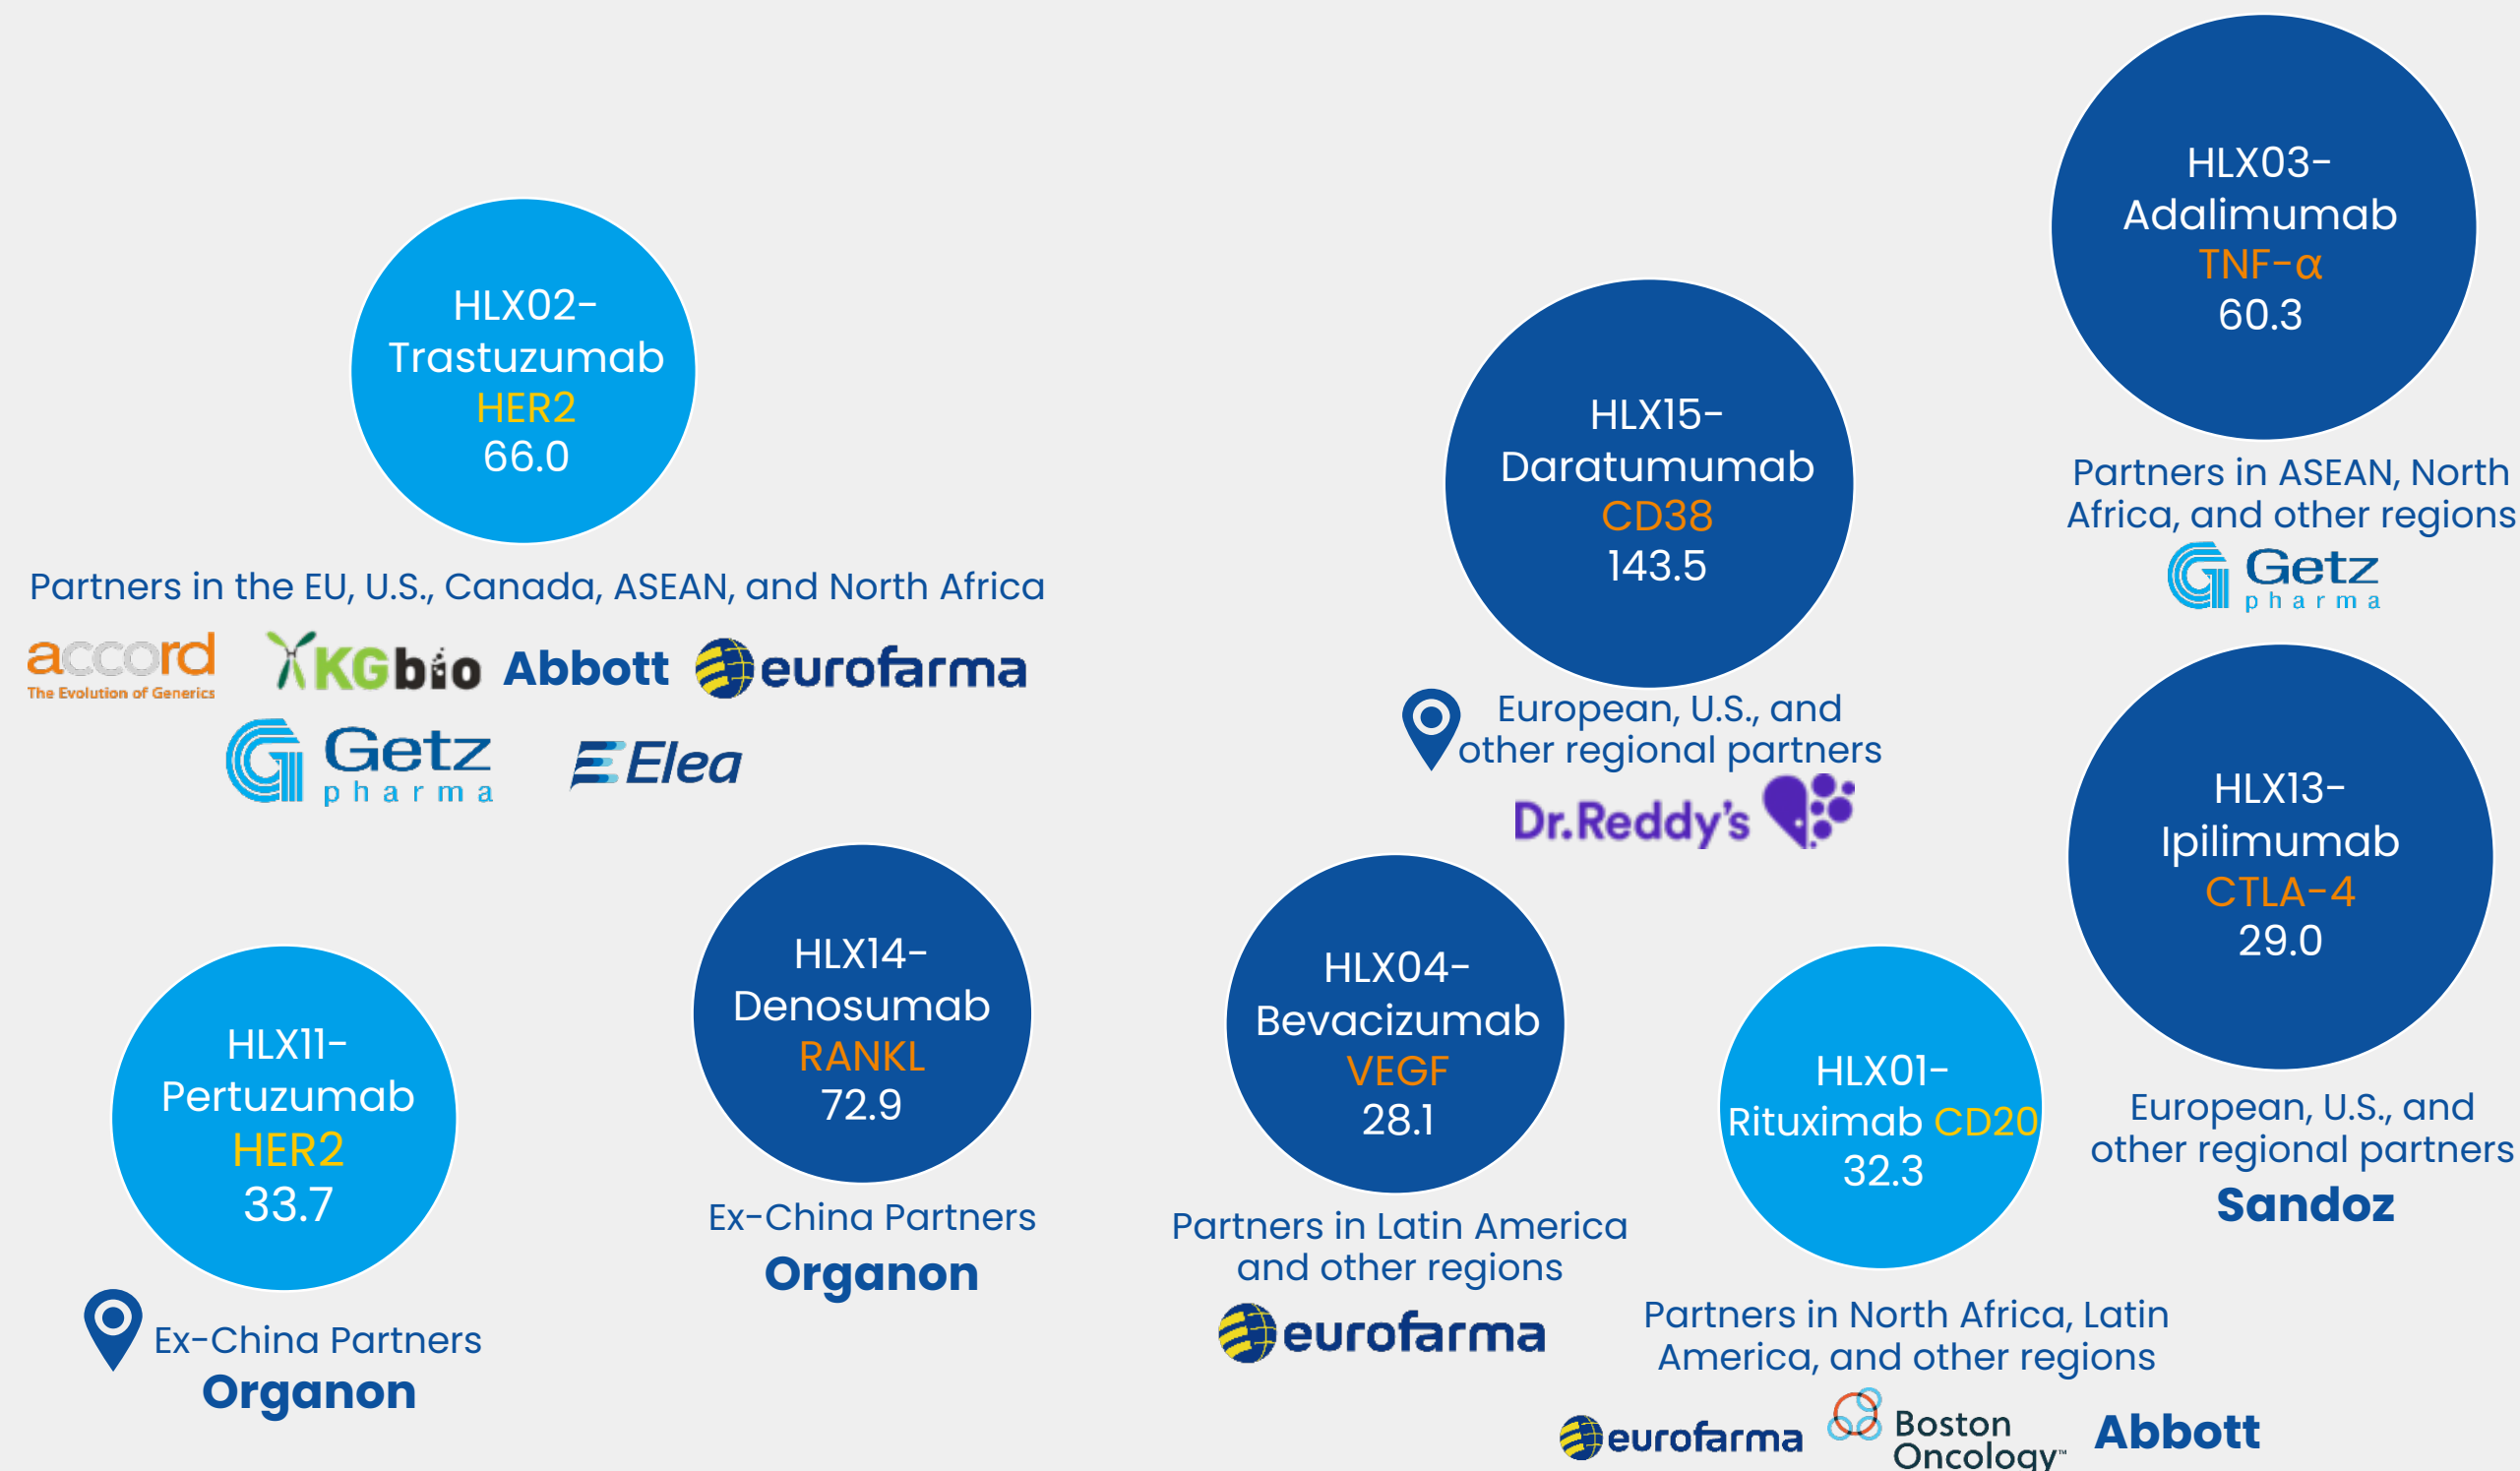 HLX02-
Trastuzumab
HER2
66.0
Partners in the EU, U.S., Canada, ASEAN, and North Africa
accord
The Evolution of Generics
KGbio
Abbott
eurofarma
Getz
pharma
Elea
HLX15-
Daratumumab
CD38
143.5
European, U.S., and
other regional partners
Dr.Reddy's
HLX03-
Adalimumab
TNF-α
60.3
Partners in ASEAN, North
Africa, and other regions
Getz
pharma
HLX11-
Pertuzumab
HER2
33.7
Ex-China Partners
Organon
HLX14-
Denosumab
RANKL
72.9
Ex-China Partners
Organon
HLX04-
Bevacizumab
VEGF
28.1
Partners in Latin America
and other regions
eurofarma
HLX01-
Rituximab CD20
32.3
Partners in North Africa, Latin
America, and other regions
eurofarma
Boston
Oncology™
Abbott
HLX13-
Ipilimumab
CTLA-4
29.0
European, U.S., and
other regional partners
Sandoz